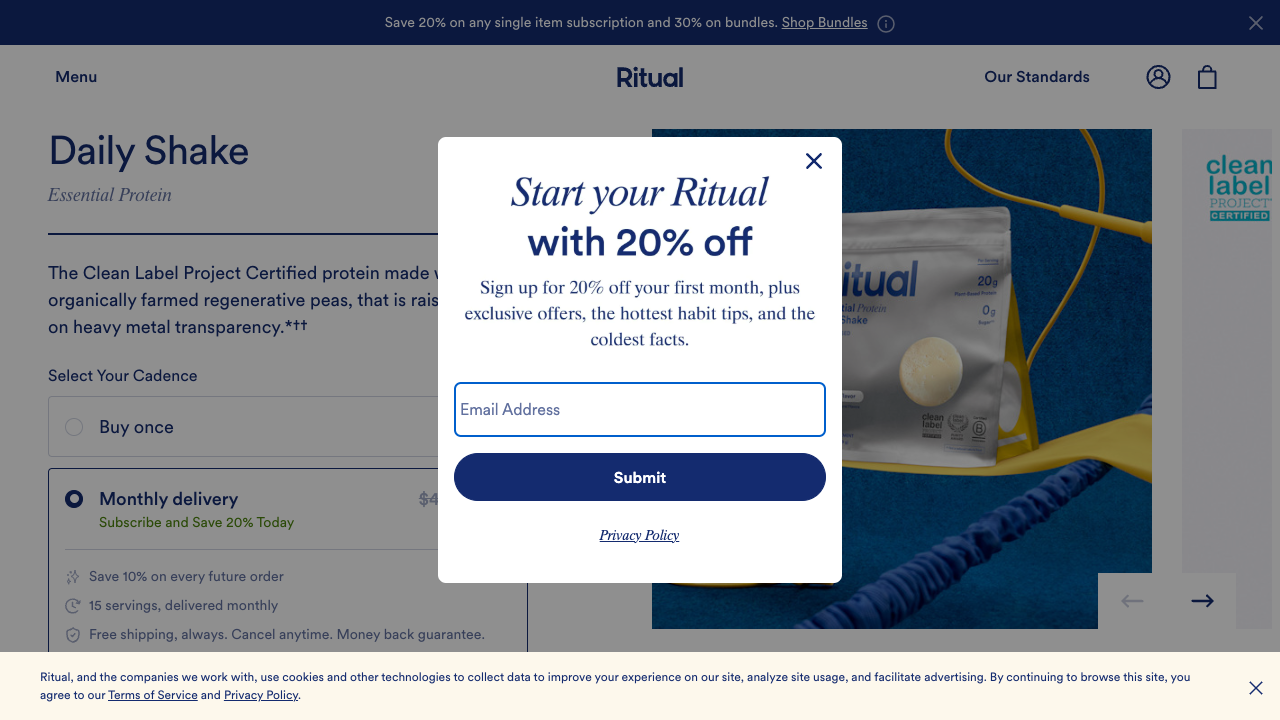 Save 20% on any single item subscription and 30% on bundles. Shop Bundles
Menu
Ritual
Our Standards
Daily Shake
Essential Protein
The Clean Label Project Certified protein made
organically farmed regenerative peas, that is
on heavy metal transparency.*††
Select Your Cadence
Buy once
Monthly delivery
Subscribe and Save 20% Today
Save 10% on every future order
15 servings, delivered monthly
Free shipping, always. Cancel anytime. Money back guarantee.
Start your Ritual
with 20% off
Sign up for 20% off your first month, plus
exclusive offers, the hottest habit tips, and the
coldest facts.
Email Address
Submit
Privacy Policy
20g
Plant-Based Protein
0g
Protein
Shake
clean
label
clean
label
PROJECT
CERTIFIED
Ritual, and the companies we work with, use cookies and other technologies to collect data to improve your experience on our site, analyze site usage, and facilitate advertising. By continuing to browse this site, you
agree to our Terms of Service and Privacy Policy.